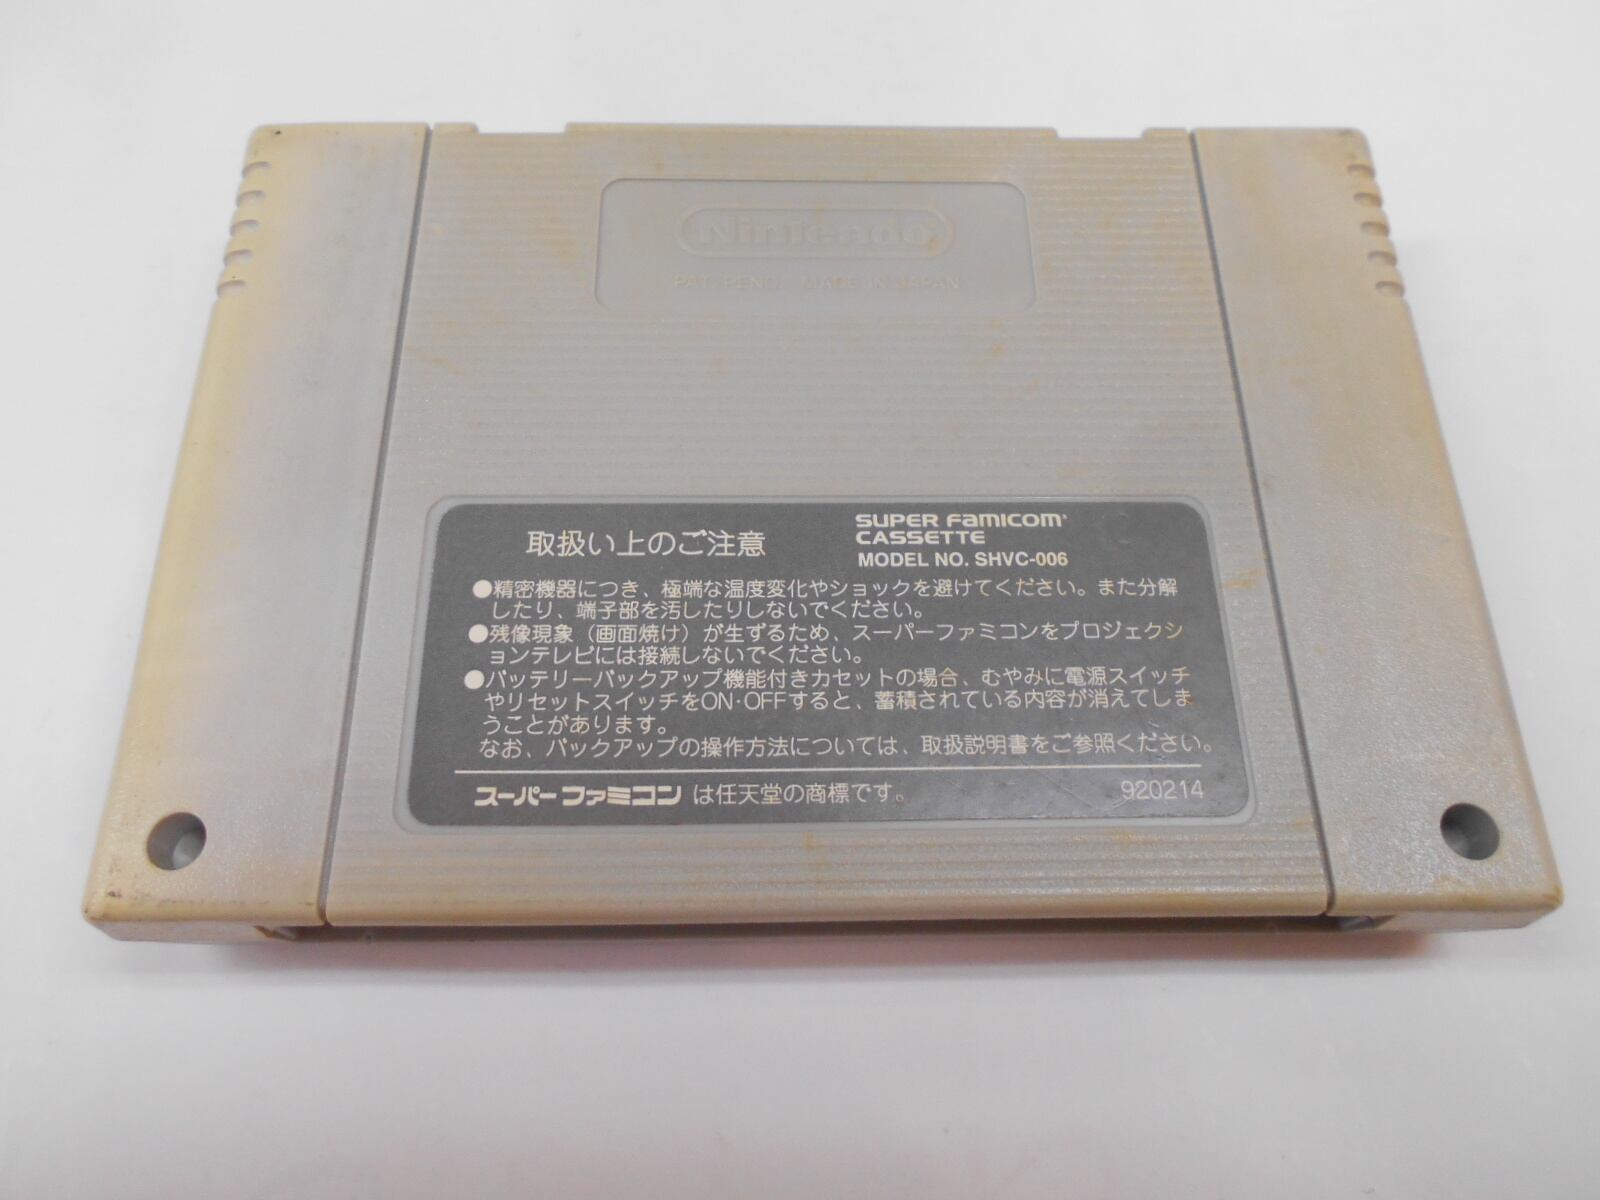 Nintendo
PAT. PEND. MADE IN JAPAN
取扱い上のご注意
SUPER FAMICOM
CASSETTE
MODEL NO. SHVC-006
●精密機器につき、極端な温度変化やショックを避けてください。また分解
したり、端子部を汚したりしないでください。
●残像現象（画面焼け）が生ずるため、スーパーファミコンをプロジェクシ
ョンテレビには接続しないでください。
●バッテリーバックアップ機能付きカセットの場合、むやみに電源スイッチ
やリセットスイッチをON・OFFすると、蓄積されている内容が消えてしま
うことがあります。
なお、バックアップの操作方法については、取扱説明書をご参照ください。
スーパーファミコン は任天堂の商標です。
920214